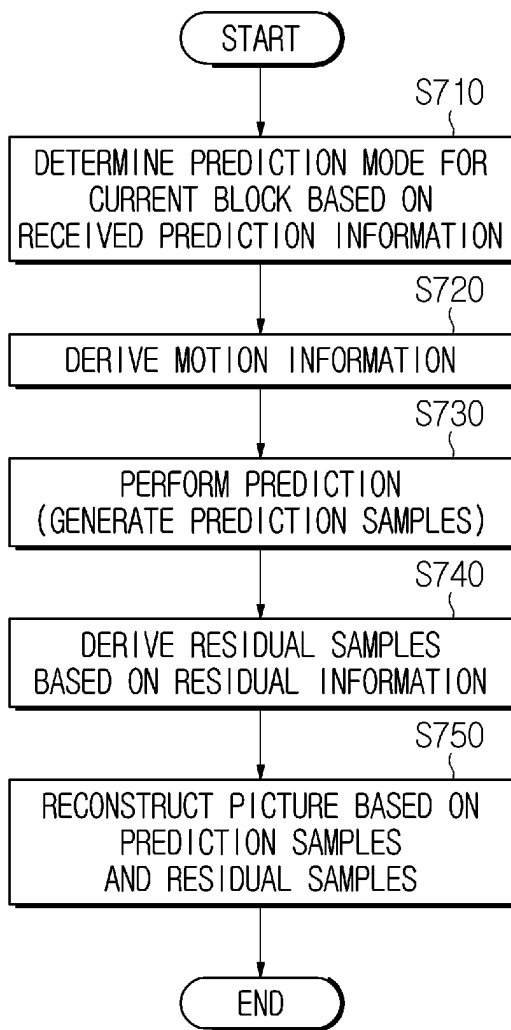 START
S710
DETERMINE PREDICTION MODE FOR
CURRENT BLOCK BASED ON
RECEIVED PREDICTION INFORMATION
S720
DERIVE MOTION INFORMATION
S730
PERFORM PREDICTION
(GENERATE PREDICTION SAMPLES)
S740
DERIVE RESIDUAL SAMPLES
BASED ON RESIDUAL INFORMATION
S750
RECONSTRUCT PICTURE BASED ON
PREDICTION SAMPLES
AND RESIDUAL SAMPLES
END